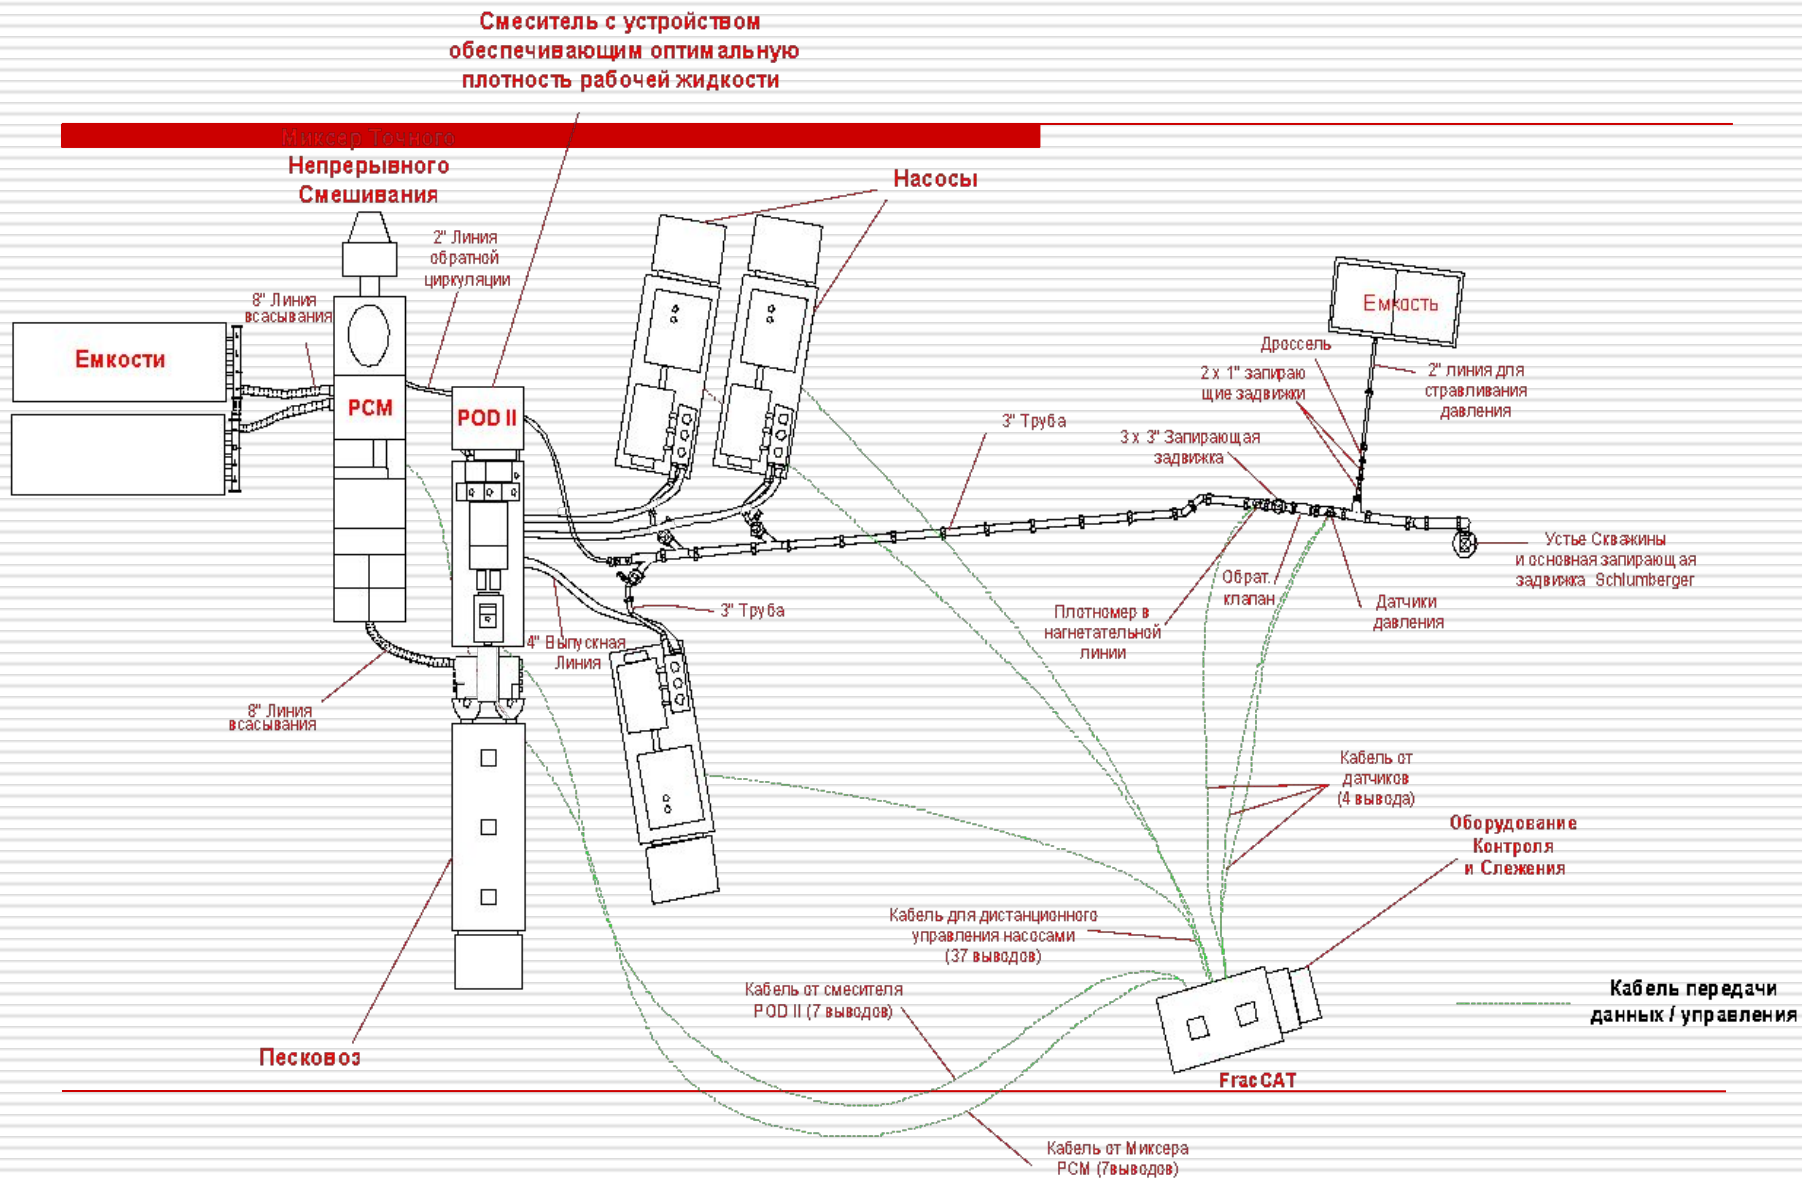 Смеситель с устройством
обеспечивающим оптимальную
плотность рабочей жидкости
Миксер Точного
Непрерывного
Смешивания
Насосы
2" Линия
обратной
циркуляции
8" Линия
всасывания
Емкости
PCM
POD II
Емкость
Дроссель
2 x 1" запираю
щие задвижки
2" линия для
стравливания
давления
3" Труба
3 x 3" Запирающая
задвижка
Устье Скважины
и основная запирающая
задвижка Schlumberger
Обрат.
клапан
Датчики
давления
Плотномер в
нагнетательной
линии
3" Труба
4" Выпускная
Линия
8" Линия
всасывания
Кабель от
датчиков
(4 вывода)
Оборудование
Контроля
и Слежения
Кабель для дистанционного
управления насосами
(37 выводов)
Кабель от смесителя
POD II (7 выводов)
Кабель передачи
данных / управления
Песковоз
FracCAT
Кабель от Миксера
PCM (7выводов)